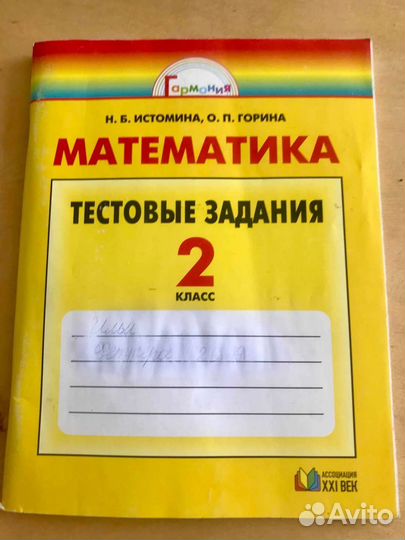 Гармония
Н. Б. ИСТОМИНА, О. П. ГОРИНА
МАТЕМАТИКА
ТЕСТОВЫЕ ЗАДАНИЯ
2
КЛАСС
АССОЦИАЦИЯ
XXI ВЕК
Avito